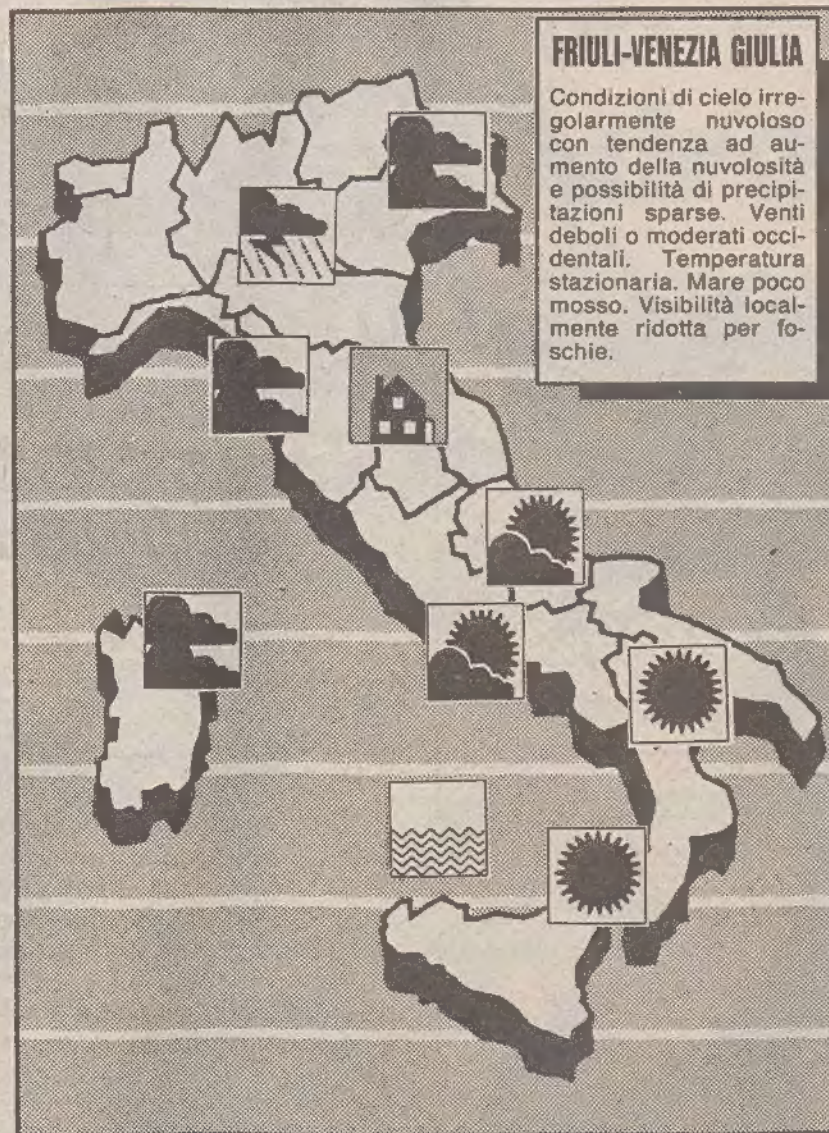 FRIULI-VENEZIA GIULIA
Condizioni di cielo irre-
golarmente nuvoloso
con tendenza ad au-
mento della nuvolosità
e possibilità di precipi-
tazioni sparse. Venti
deboli o moderati occi-
dentali. Temperatura
stazionaria. Mare poco
mosso. Visibilità local-
mente ridotta per fo-
schie.